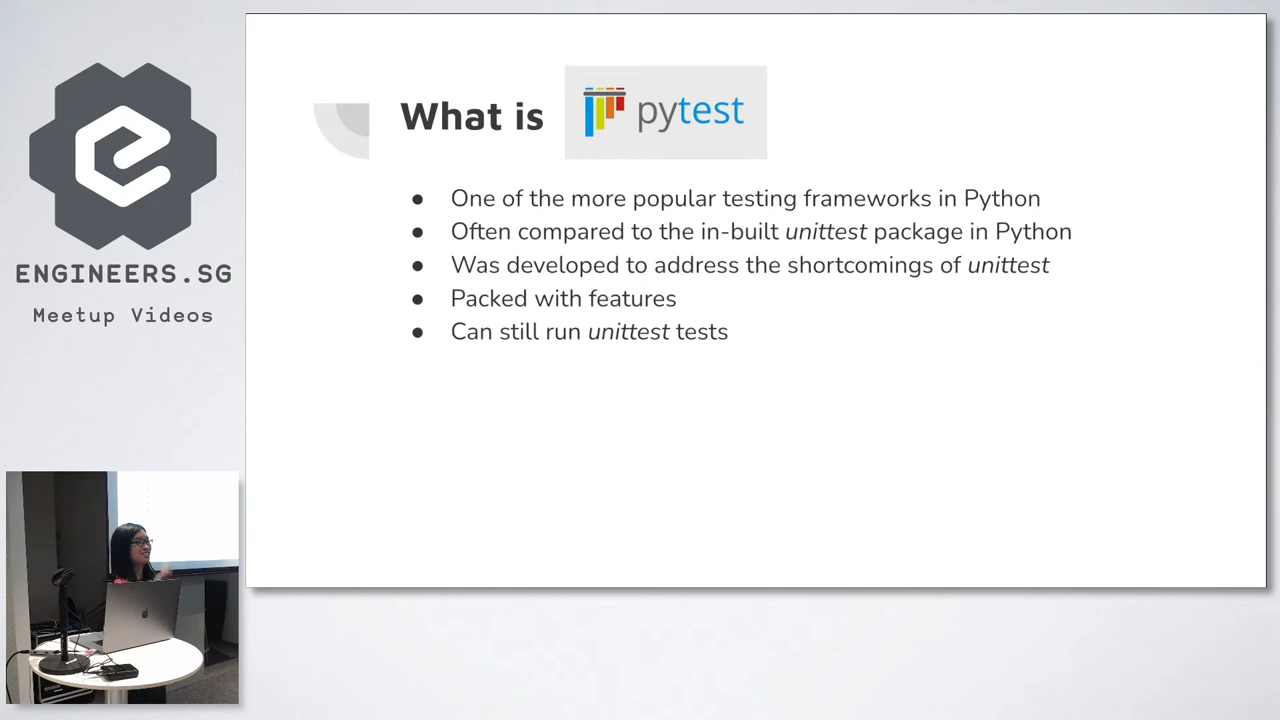 ENGINEERS.SG
Meetup Videos
What is pytest
● One of the more popular testing frameworks in Python
● Often compared to the in-built unittest package in Python
● Was developed to address the shortcomings of unittest
● Packed with features
● Can still run unittest tests